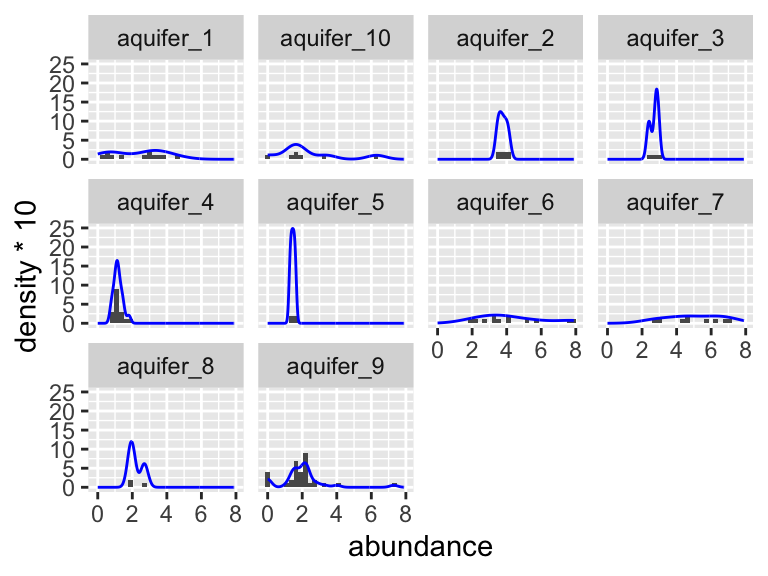 aquifer_1 aquifer_10 aquifer_2 aquifer_3
25
20
15
10
5
0
aquifer_4 aquifer_5 aquifer_6 aquifer_7
25
20
15
10
5
0
0 2 4 6 8 0 2 4 6 8
density * 10
aquifer_8 aquifer_9
25
20
15
10
5
0
0 2 4 6 8 0 2 4 6 8
abundance